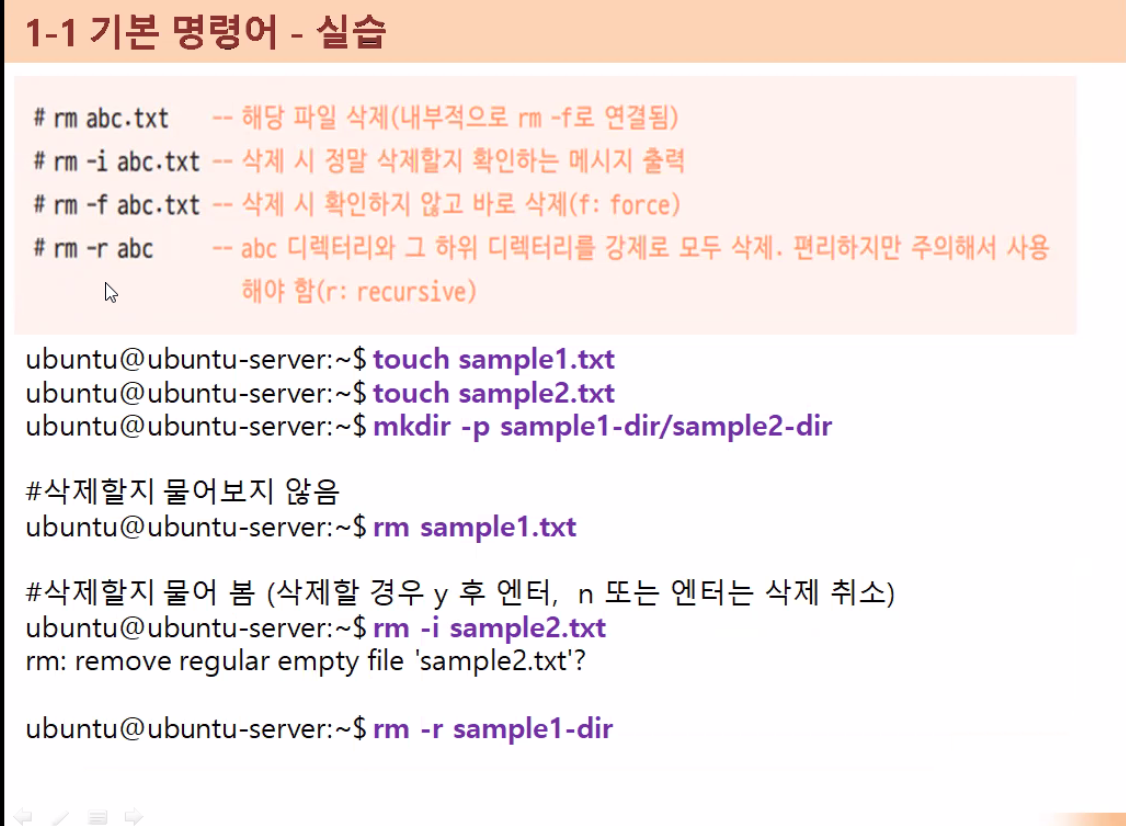 1-1 기본 명령어 - 실습
# rm abc.txt -- 해당 파일 삭제(내부적으로 rm -f로 연결됨)
# rm -i abc.txt -- 삭제 시 정말 삭제할지 확인하는 메시지 출력
# rm -f abc.txt -- 삭제 시 확인하지 않고 바로 삭제(f: force)
# rm -r abc -- abc 디렉터리와 그 하위 디렉터리를 강제로 모두 삭제. 편리하지만 주의해서 사용
해야 함(r: recursive)
ubuntu@ubuntu-server:~$ touch sample1.txt
ubuntu@ubuntu-server:~$ touch sample2.txt
ubuntu@ubuntu-server:~$ mkdir -p sample1-dir/sample2-dir
#삭제할지 물어보지 않음
ubuntu@ubuntu-server:~$ rm sample1.txt
#삭제할지 물어 봄 (삭제할 경우 y 후 엔터, n 또는 엔터는 삭제 취소)
ubuntu@ubuntu-server:~$ rm -i sample2.txt
rm: remove regular empty file 'sample2.txt'?
ubuntu@ubuntu-server:~$ rm -r sample1-dir